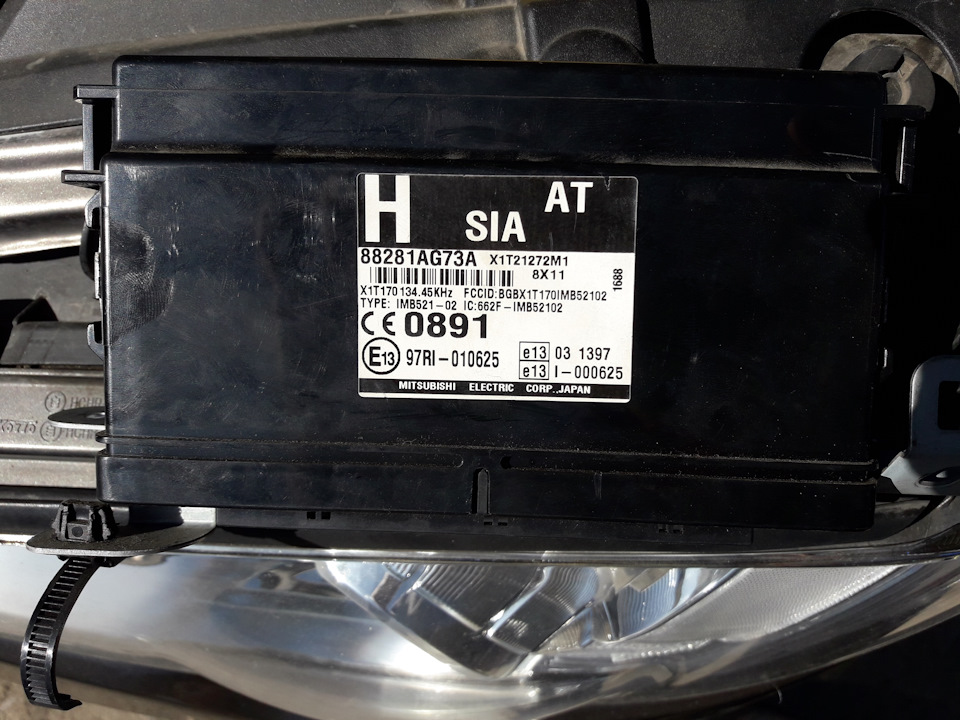 H
AT
SIA
88281AG73A X1T21272M1
8X11
1688
X1T170 134.45KHz FCCID:BGBX1T170IMB52102
TYPE: IMB521-02 IC:662F-IMB52102
CE 0891
E13 97RI-010625 e13 03 1397
e13 I-000625
MITSUBISHI ELECTRIC CORP.,JAPAN